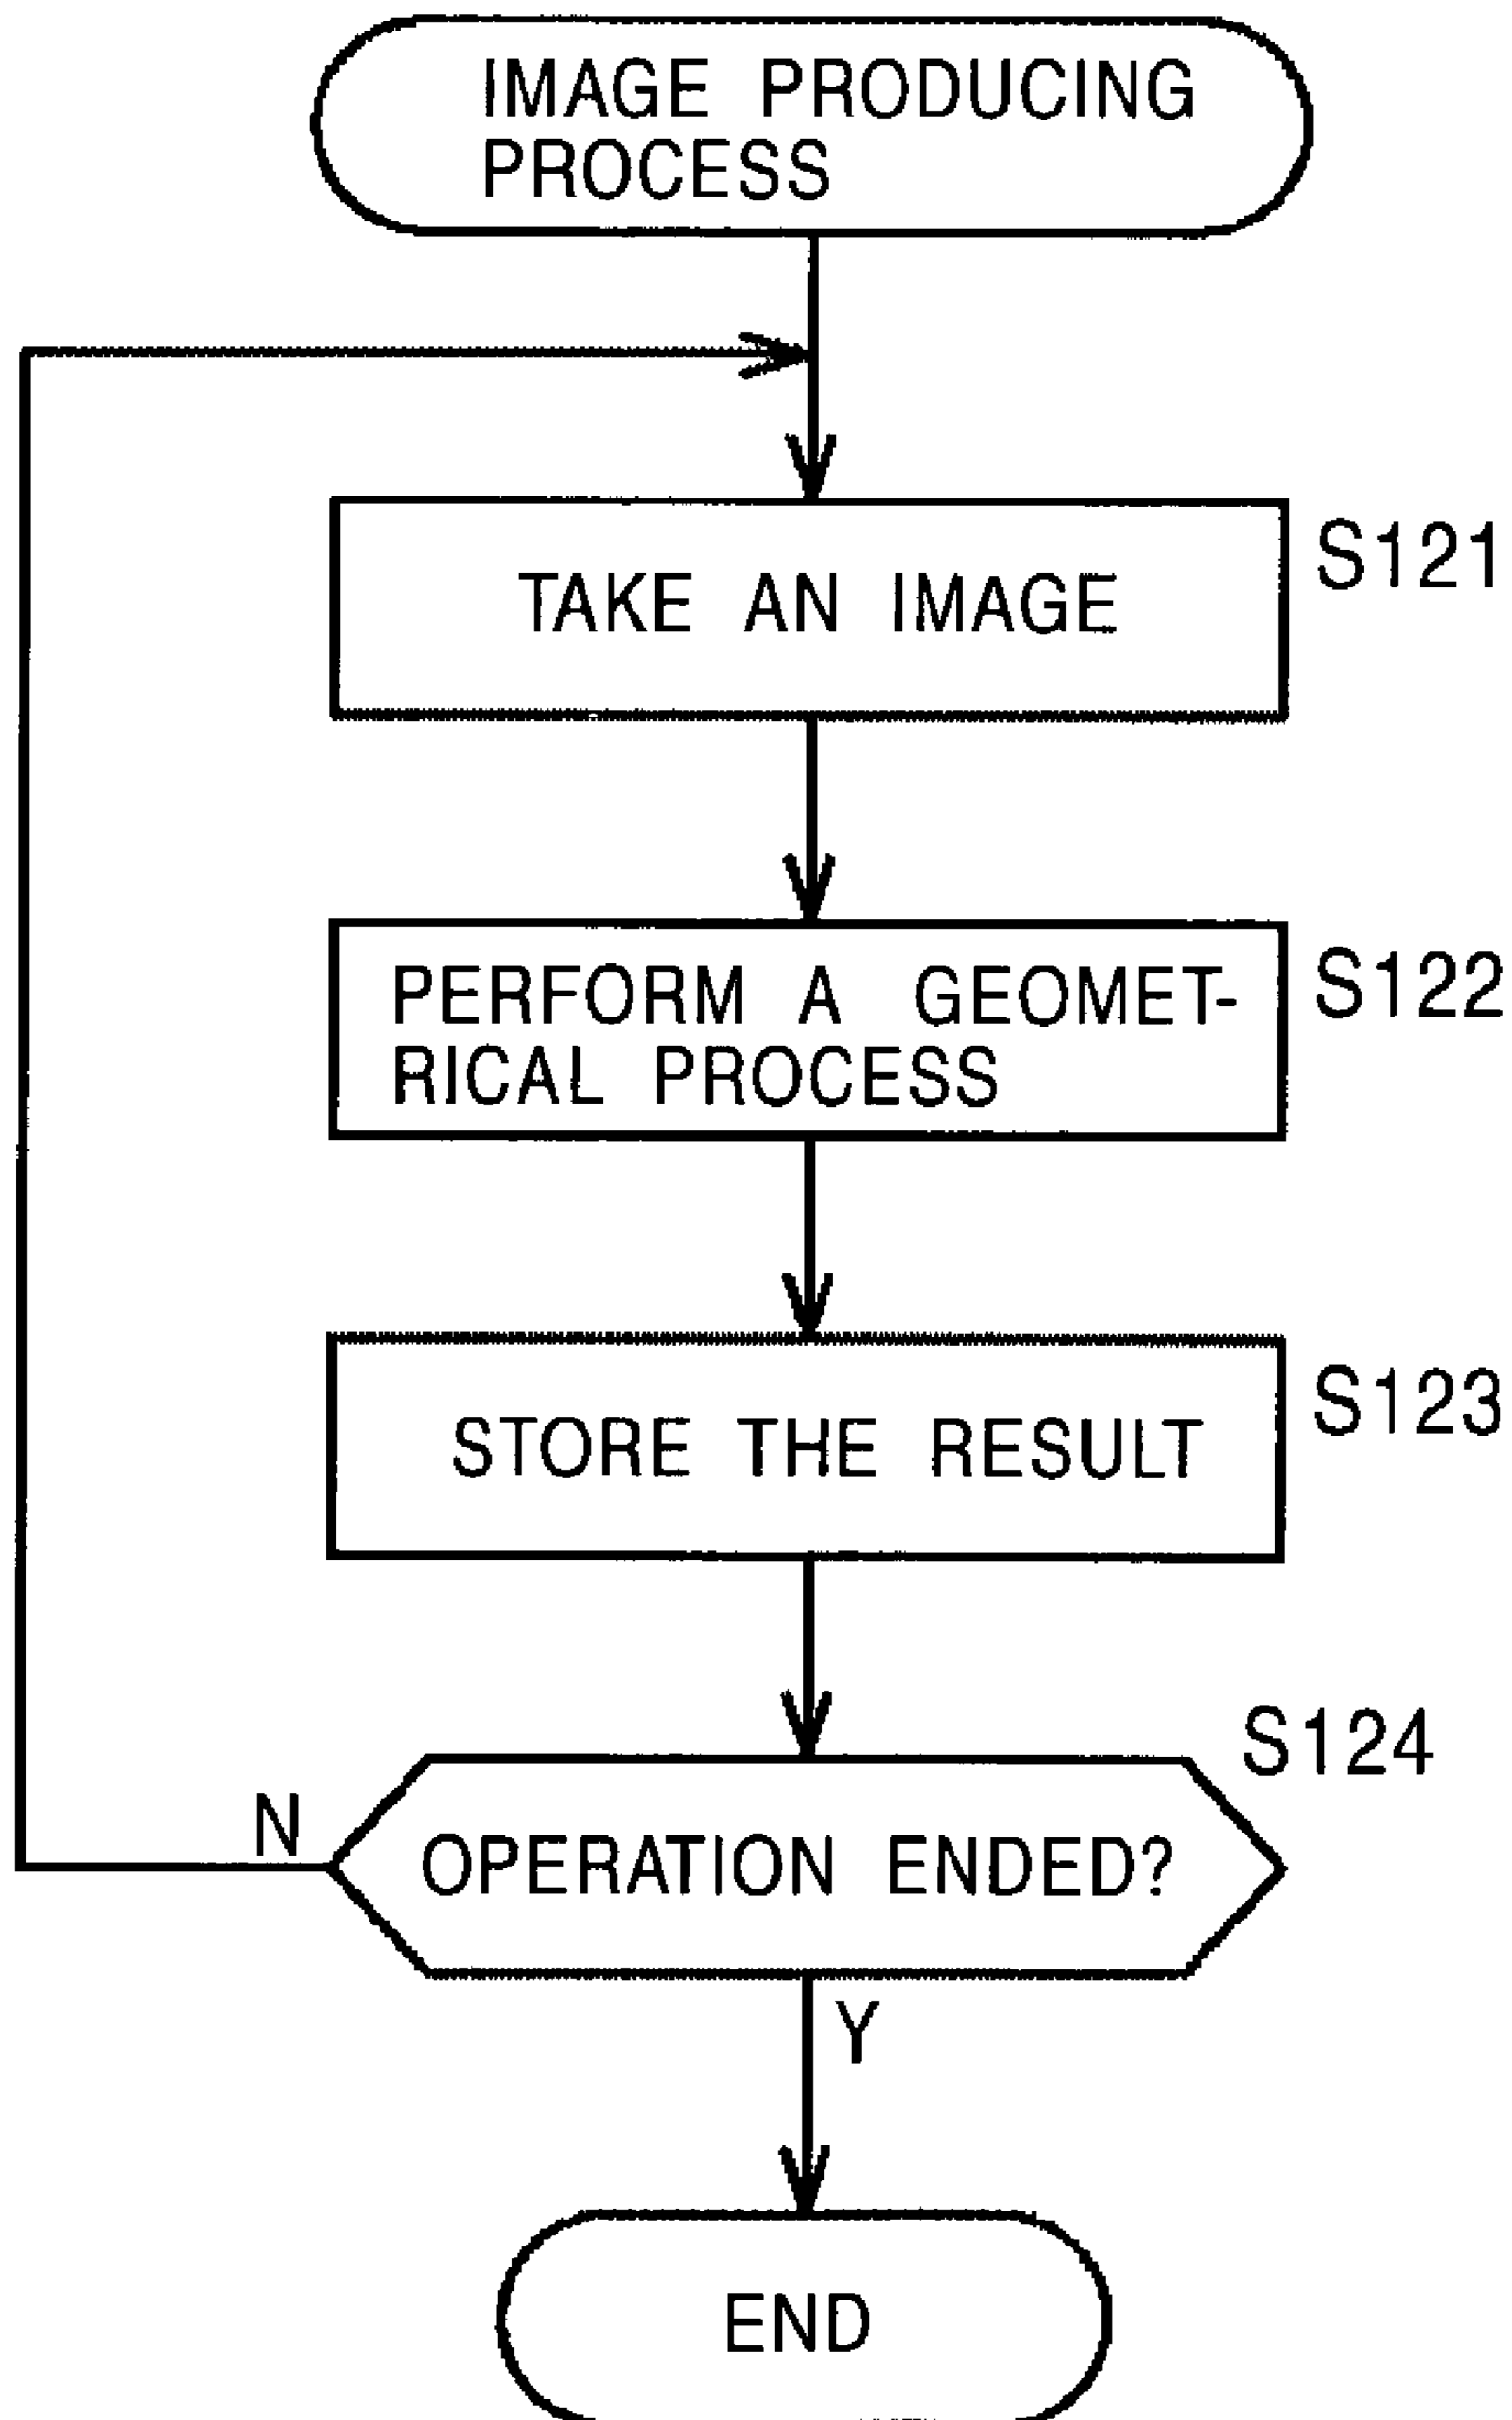 IMAGE PRODUCING
PROCESS
TAKE AN IMAGE
S121
PERFORM A GEOMET-
RICAL PROCESS
S122
STORE THE RESULT
S123
S124
N
OPERATION ENDED?
Y
END